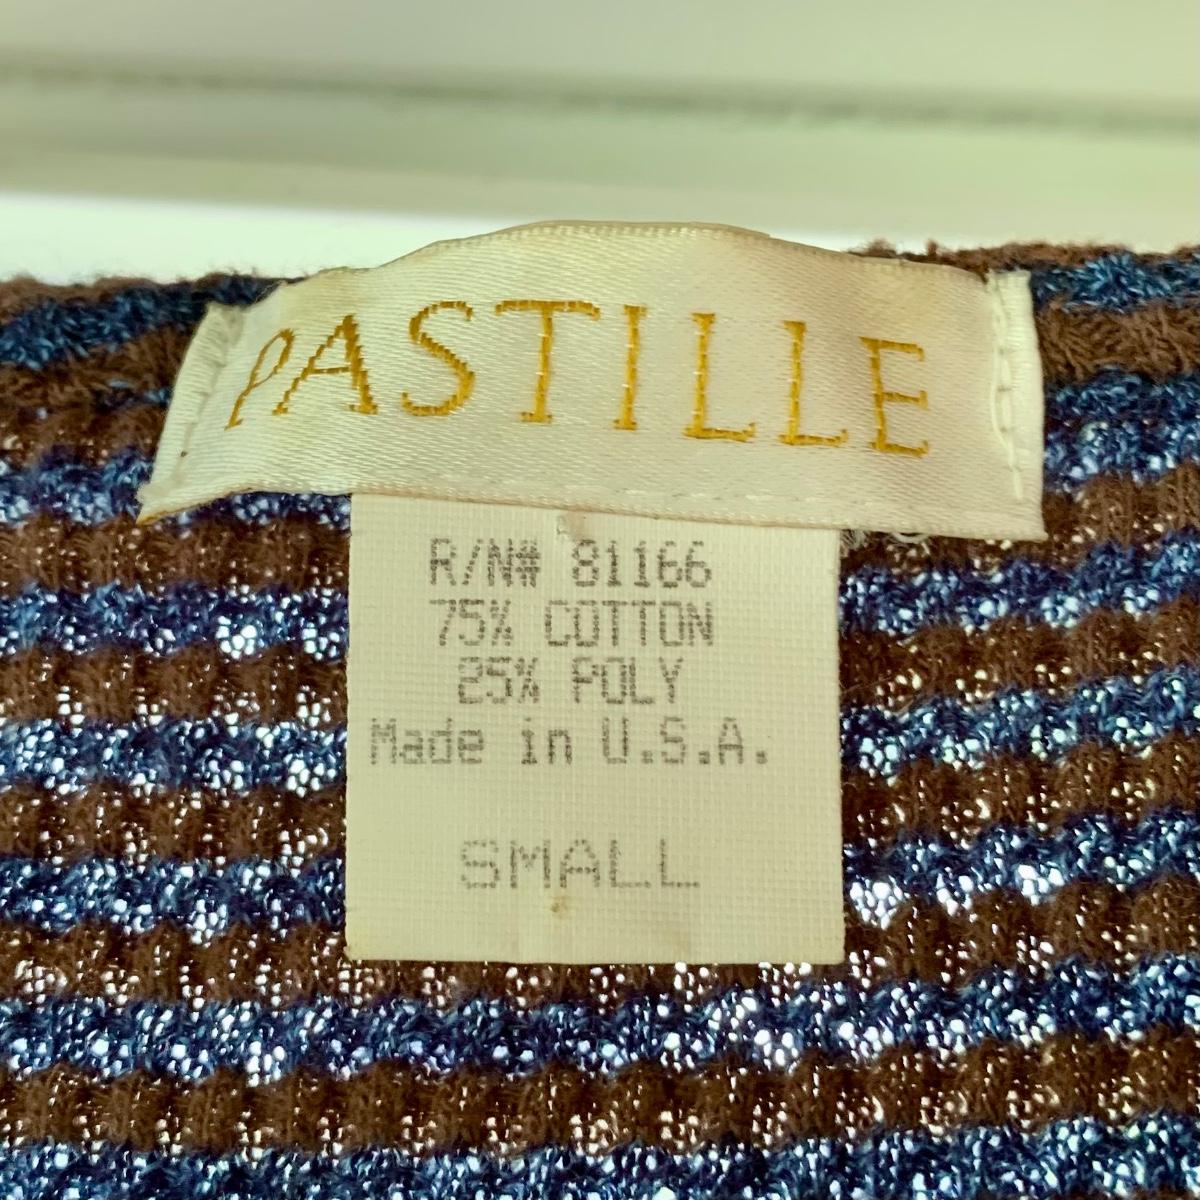 PASTILLE
R/N# 81166
75% COTTON
25% POLY
Made in U.S.A.
SMALL